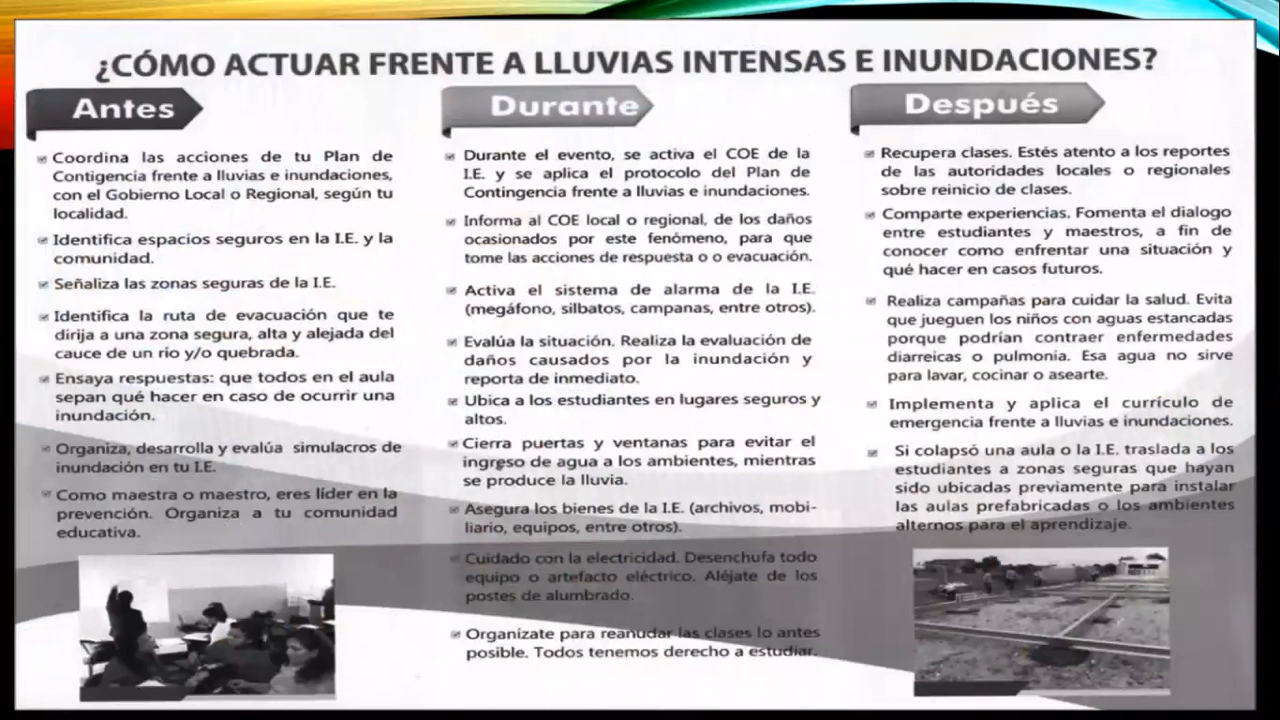 ¿CÓMO ACTUAR FRENTE A LLUVIAS INTENSAS E INUNDACIONES?
Antes
Coordina las acciones de tu Plan de
Contigencia frente a lluvias e inundaciones,
con el Gobierno Local o Regional, según tu
localidad.
Identifica espacios seguros en la I.E. y la
comunidad.
Señaliza las zonas seguras de la I.E.
Identifica la ruta de evacuación que te
dirija a una zona segura, alta y alejada del
cauce de un río y/o quebrada.
Ensaya respuestas: que todos en el aula
sepan qué hacer en caso de ocurrir una
inundación.
Organiza, desarrolla y evalúa simulacros de
inundación en tu I.E.
Como maestra o maestro, eres líder en la
prevención. Organiza a tu comunidad
educativa.
Durante
Durante el evento, se activa el COE de la
I.E. y se aplica el protocolo del Plan de
Contingencia frente a lluvias e inundaciones.
Informa al COE local o regional, de los daños
ocasionados por este fenómeno, para que
tome las acciones de respuesta o o evacuación.
Activa el sistema de alarma de la I.E.
(megáfono, silbatos, campanas, entre otros).
Evalúa la situación. Realiza la evaluación de
daños causados por la inundación y
reporta de inmediato.
Ubica a los estudiantes en lugares seguros y
altos.
Cierra puertas y ventanas para evitar el
ingreso de agua a los ambientes, mientras
se produce la lluvia.
Asegura los bienes de la I.E. (archivos, mobi-
liario, equipos, entre otros).
Cuidado con la electricidad. Desenchufa todo
equipo o artefacto eléctrico. Aléjate de los
postes de alumbrado.
Organízate para reanudar las clases lo antes
posible. Todos tenemos derecho a estudiar.
Después
Recupera clases. Estés atento a los reportes
de las autoridades locales o regionales
sobre reinicio de clases.
Comparte experiencias. Fomenta el dialogo
entre estudiantes y maestros, a fin de
conocer como enfrentar una situación y
qué hacer en casos futuros.
Realiza campañas para cuidar la salud. Evita
que jueguen los niños con aguas estancadas
porque podrían contraer enfermedades
diarreicas o pulmonia. Esa agua no sirve
para lavar, cocinar o asearte.
Implementa y aplica el currículo de
emergencia frente a lluvias e inundaciones.
Si colapsó una aula o la I.E. traslada a los
estudiantes a zonas seguras que hayan
sido ubicadas previamente para instalar
las aulas prefabricadas o los ambientes
alternos para el aprendizaje.